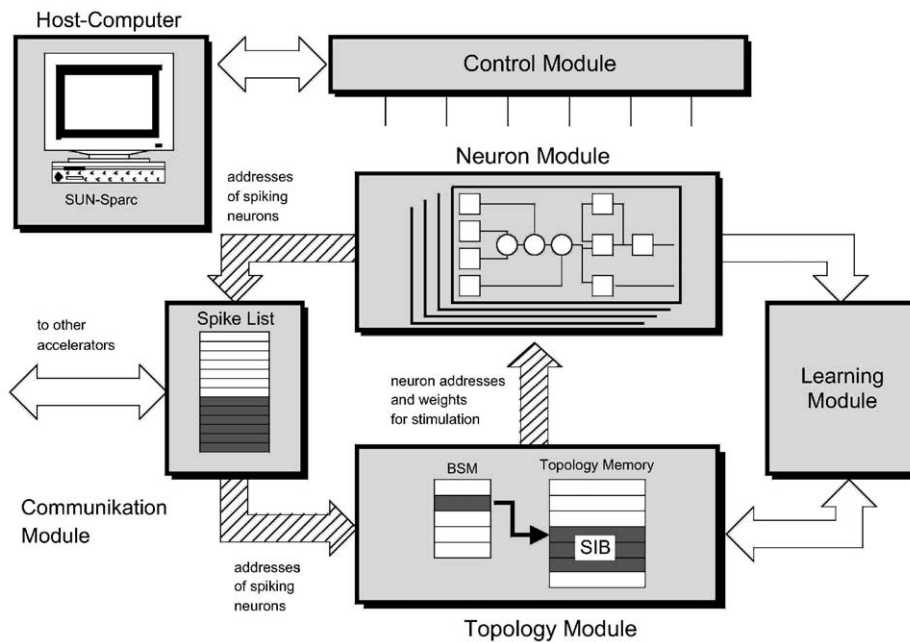 Host-Computer
SUN-Sparc
Control Module
Neuron Module
addresses
of spiking
neurons
Spike List
to other
accelerators
neuron addresses
and weights
for stimulation
Learning
Module
BSM
Topology Memory
SIB
Communikation
Module
addresses
of spiking
neurons
Topology Module